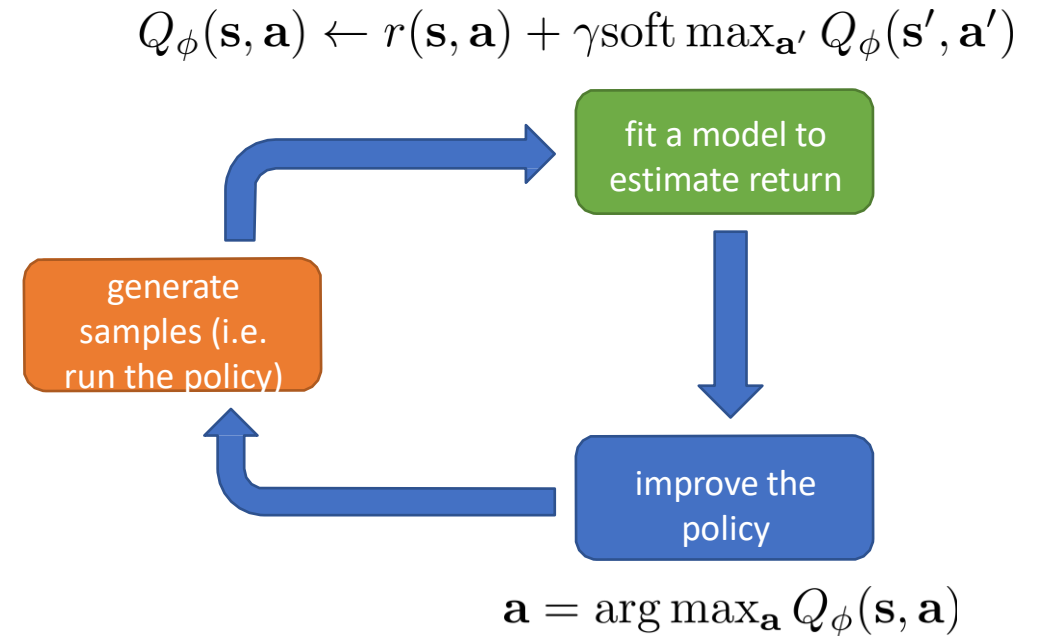 Q_ϕ(s, a) ← r(s, a) + γsoft max_a′ Q_ϕ(s′, a′)
fit a model to
estimate return
generate
samples (i.e.
run the policy)
improve the
policy
a = arg max_a Q_ϕ(s, a)